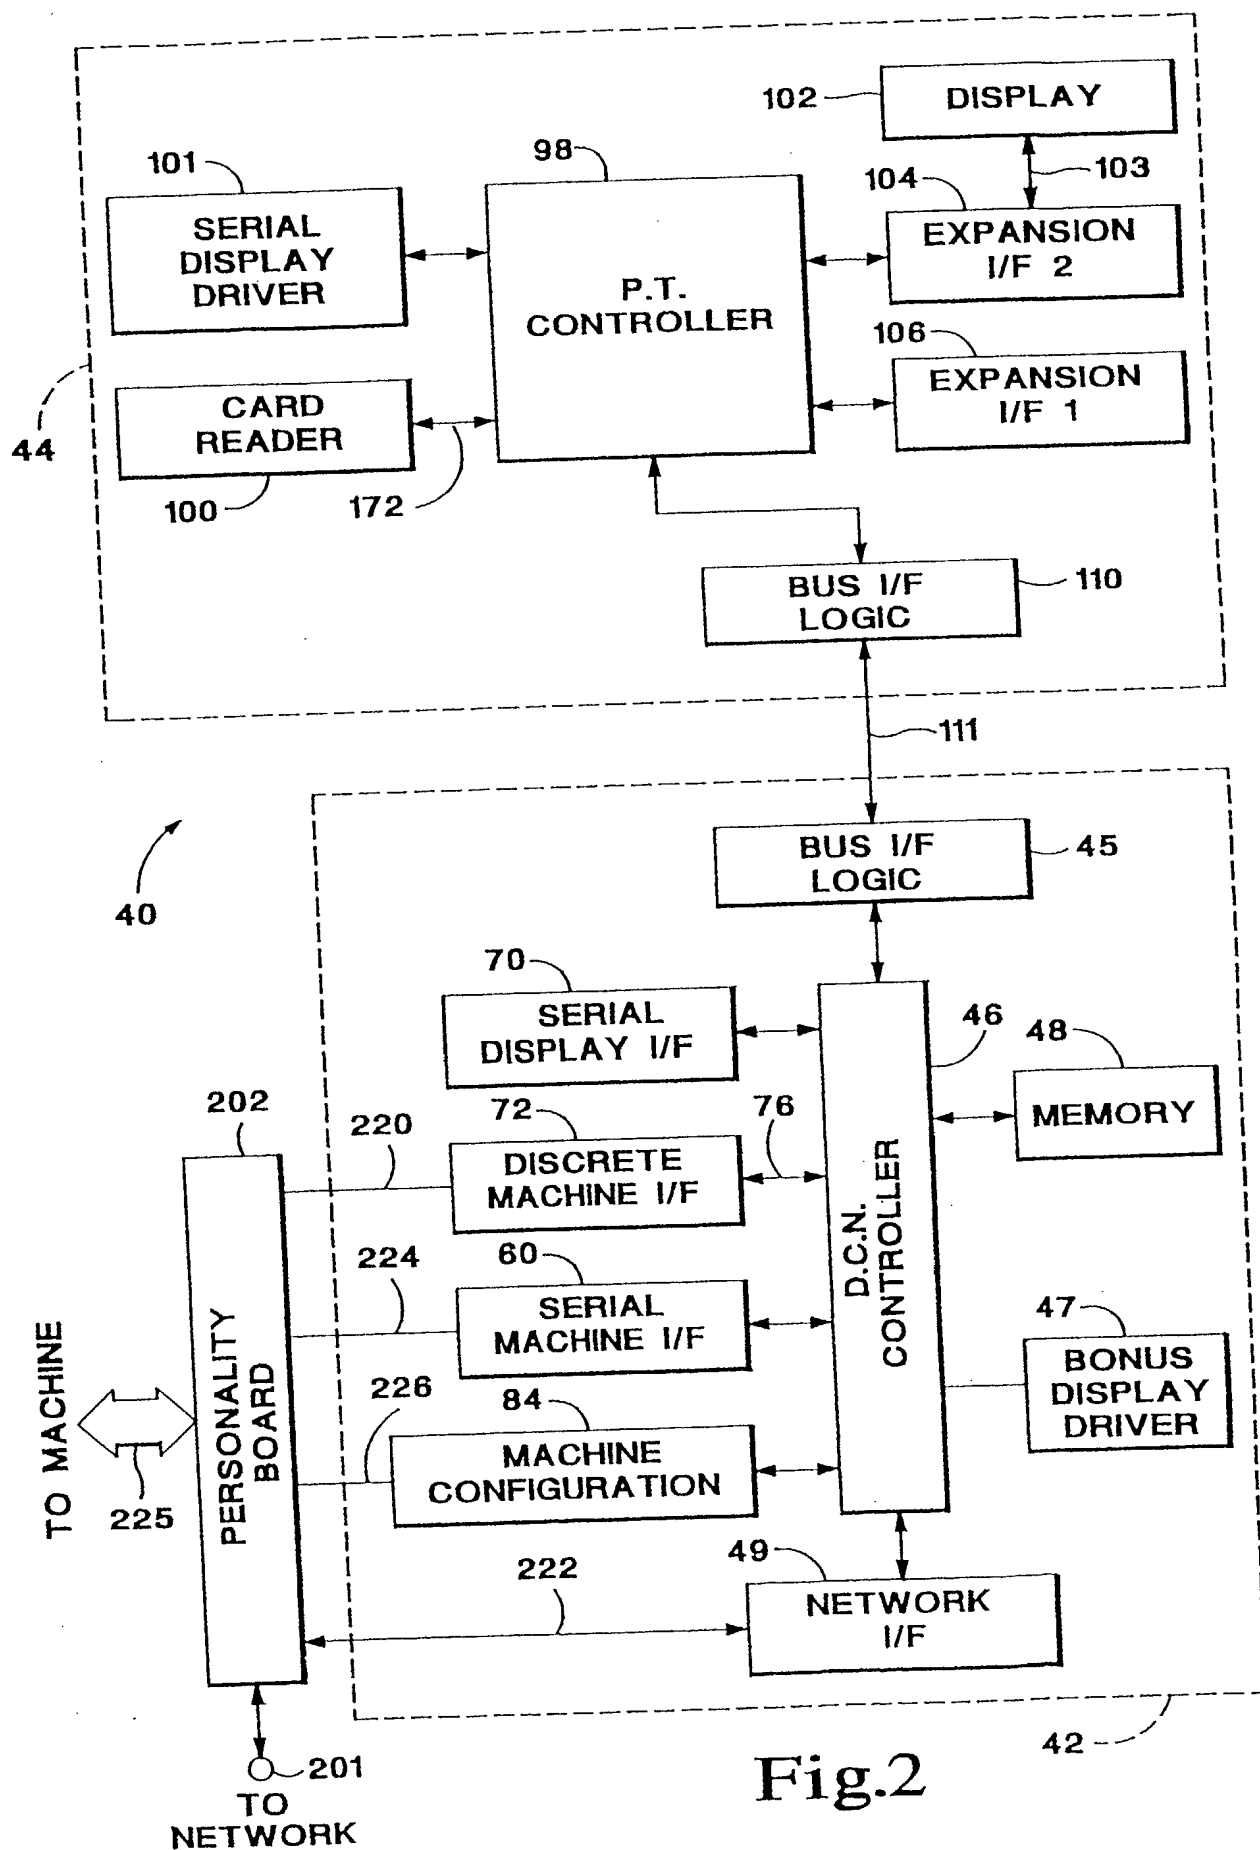 102
DISPLAY
103
101
98
104
SERIAL
DISPLAY
DRIVER
P.T.
CONTROLLER
EXPANSION
I/F 2
106
EXPANSION
I/F 1
CARD
READER
44
100
172
BUS I/F
LOGIC
110
111
BUS I/F
LOGIC
45
40
70
SERIAL
DISPLAY I/F
46
48
MEMORY
202
220
72
76
DISCRETE
MACHINE I/F
D.C.N.
CONTROLLER
224
60
SERIAL
MACHINE I/F
47
BONUS
DISPLAY
DRIVER
TO MACHINE
225
PERSONALITY
BOARD
226
84
MACHINE
CONFIGURATION
222
49
NETWORK
I/F
42
201
TO
NETWORK
Fig.2